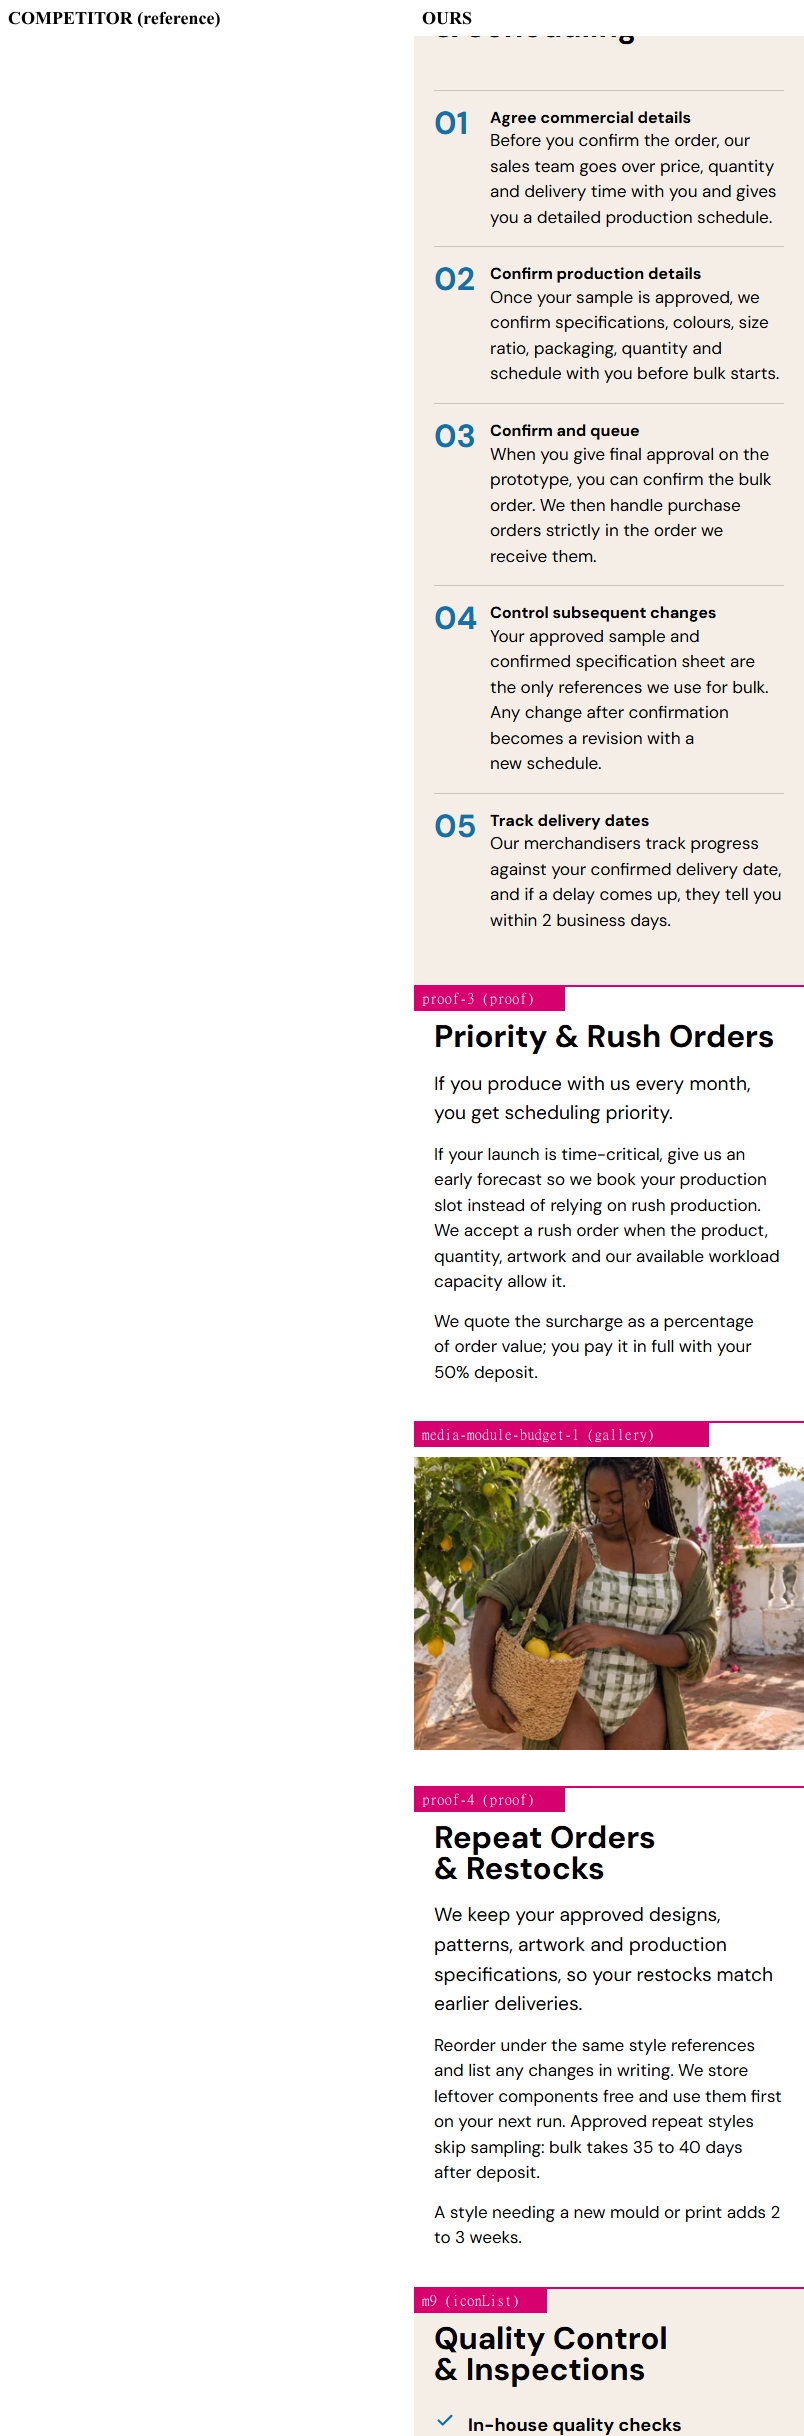 COMPETITOR (reference)
OURS
& Scheduling
01
Agree commercial details
Before you confirm the order, our
sales team goes over price, quantity
and delivery time with you and gives
you a detailed production schedule.
02
Confirm production details
Once your sample is approved, we
confirm specifications, colours, size
ratio, packaging, quantity and
schedule with you before bulk starts.
03
Confirm and queue
When you give final approval on the
prototype, you can confirm the bulk
order. We then handle purchase
orders strictly in the order we
receive them.
04
Control subsequent changes
Your approved sample and
confirmed specification sheet are
the only references we use for bulk.
Any change after confirmation
becomes a revision with a
new schedule.
05
Track delivery dates
Our merchandisers track progress
against your confirmed delivery date,
and if a delay comes up, they tell you
within 2 business days.
proof-3 (proof)
Priority & Rush Orders
If you produce with us every month,
you get scheduling priority.
If your launch is time-critical, give us an
early forecast so we book your production
slot instead of relying on rush production.
We accept a rush order when the product,
quantity, artwork and our available workload
capacity allow it.
We quote the surcharge as a percentage
of order value; you pay it in full with your
50% deposit.
media-module-budget-1 (gallery)
proof-4 (proof)
Repeat Orders
& Restocks
We keep your approved designs,
patterns, artwork and production
specifications, so your restocks match
earlier deliveries.
Reorder under the same style references
and list any changes in writing. We store
leftover components free and use them first
on your next run. Approved repeat styles
skip sampling: bulk takes 35 to 40 days
after deposit.
A style needing a new mould or print adds 2
to 3 weeks.
m9 (iconList)
Quality Control
& Inspections
In-house quality checks